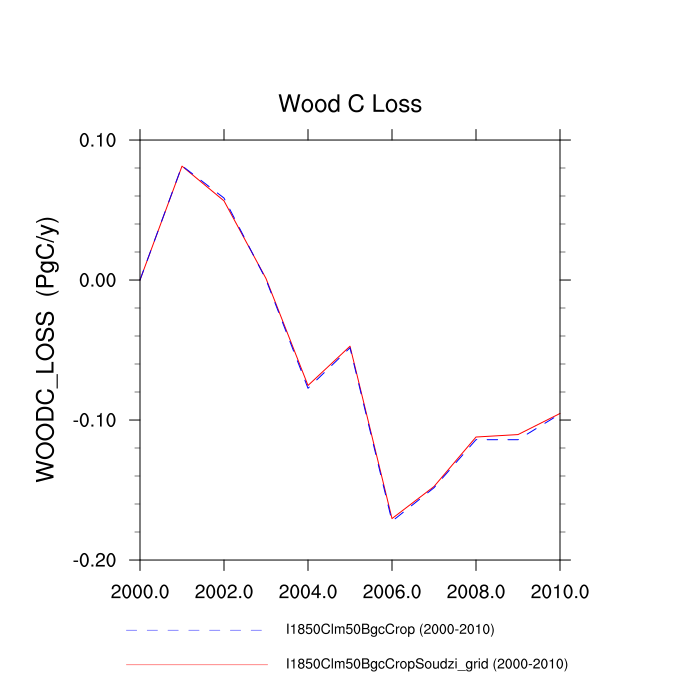 Wood C Loss
WOODC_LOSS (PgC/y)
0.10
0.00
-0.10
-0.20
2000.0 2002.0 2004.0 2006.0 2008.0 2010.0
I1850Clm50BgcCrop (2000-2010)
I1850Clm50BgcCropSoudzi_grid (2000-2010)